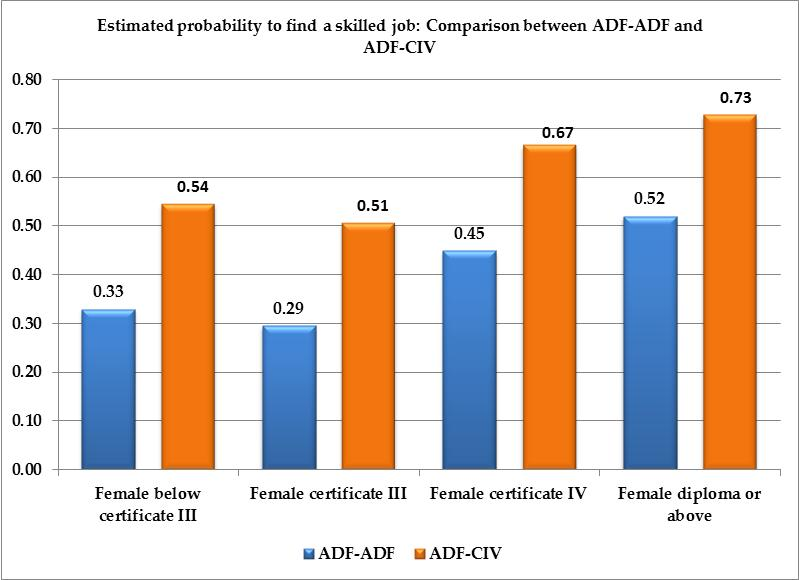 Estimated probability to find a skilled job: Comparison between ADF-ADF and
ADF-CIV
0.80
0.70
0.60
0.50
0.40
0.30
0.20
0.10
0.00
0.33
0.54
0.29
0.51
0.45
0.67
0.52
0.73
Female below
certificate III
Female certificate III
Female certificate IV
Female diploma or
above
ADF-ADF
ADF-CIV